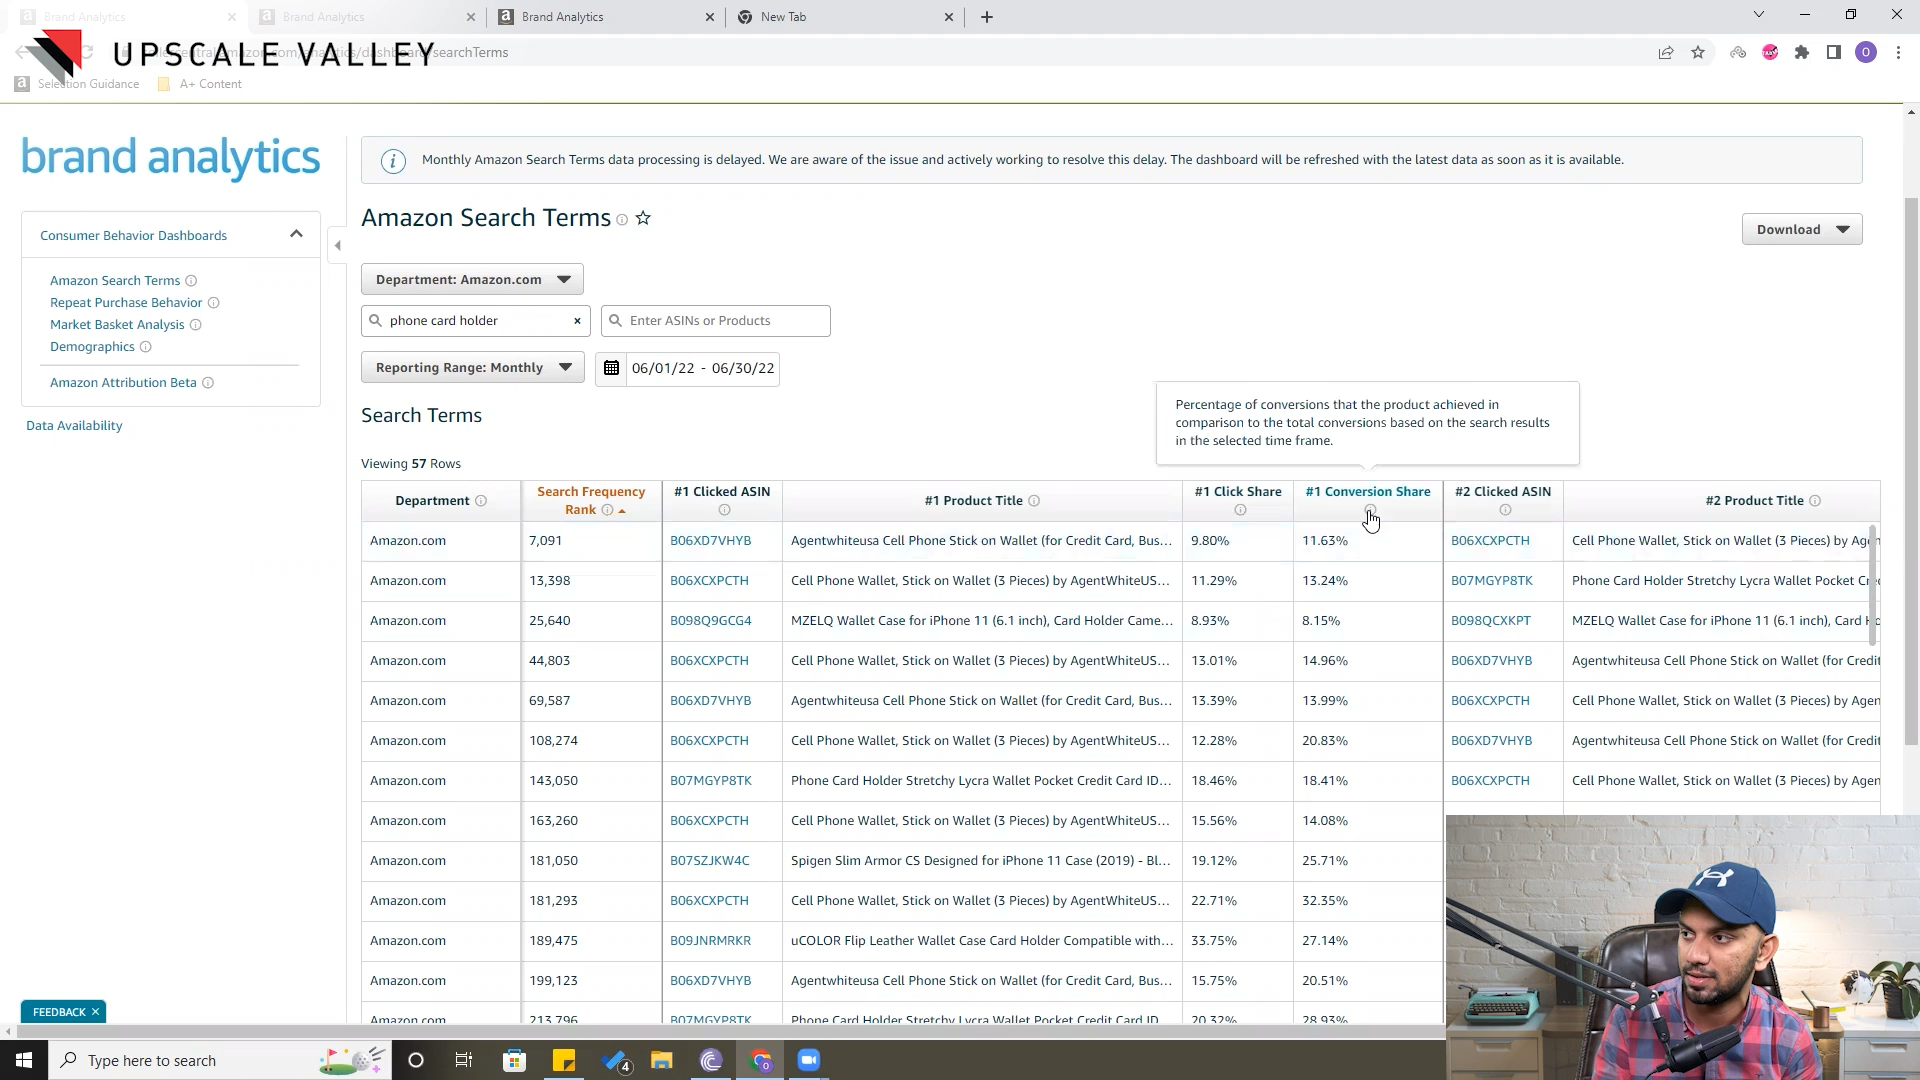 Brand Analytics
Brand Analytics
Brand Analytics
New Tab
UPSCALE VALLEY
searchTerms
Selection Guidance
A+ Content
O
brand analytics
Monthly Amazon Search Terms data processing is delayed. We are aware of the issue and actively working to resolve this delay. The dashboard will be refreshed with the latest data as soon as it is available.
Consumer Behavior Dashboards
Amazon Search Terms
Repeat Purchase Behavior
Market Basket Analysis
Demographics
Amazon Attribution Beta
Data Availability
Amazon Search Terms
Download
Department: Amazon.com
phone card holder
Enter ASINs or Products
Reporting Range: Monthly
06/01/22 - 06/30/22
Percentage of conversions that the product achieved in
comparison to the total conversions based on the search results
in the selected time frame.
Search Terms
Viewing 57 Rows
Department Search Frequency Rank #1 Clicked ASIN #1 Product Title #1 Click Share #1 Conversion Share #2 Clicked ASIN #2 Product Title
Amazon.com 7,091 B06XD7VHYB Agentwhiteusa Cell Phone Stick on Wallet (for Credit Card, Bus... 9.80% 11.63% B06XCXPCTH Cell Phone Wallet, Stick on Wallet (3 Pieces) by Agen
Amazon.com 13,398 B06XCXPCTH Cell Phone Wallet, Stick on Wallet (3 Pieces) by AgentWhiteUS... 11.29% 13.24% B07MGYP8TK Phone Card Holder Stretchy Lycra Wallet Pocket Cre
Amazon.com 25,640 B098Q9GCG4 MZELQ Wallet Case for iPhone 11 (6.1 inch), Card Holder Came... 8.93% 8.15% B098QCXKPT MZELQ Wallet Case for iPhone 11 (6.1 inch), Card Ho
Amazon.com 44,803 B06XCXPCTH Cell Phone Wallet, Stick on Wallet (3 Pieces) by AgentWhiteUS... 13.01% 14.96% B06XD7VHYB Agentwhiteusa Cell Phone Stick on Wallet (for Credit
Amazon.com 69,587 B06XD7VHYB Agentwhiteusa Cell Phone Stick on Wallet (for Credit Card, Bus... 13.39% 13.99% B06XCXPCTH Cell Phone Wallet, Stick on Wallet (3 Pieces) by Agen
Amazon.com 108,274 B06XCXPCTH Cell Phone Wallet, Stick on Wallet (3 Pieces) by AgentWhiteUS... 12.28% 20.83% B06XD7VHYB Agentwhiteusa Cell Phone Stick on Wallet (for Credit
Amazon.com 143,050 B07MGYP8TK Phone Card Holder Stretchy Lycra Wallet Pocket Credit Card ID... 18.46% 18.41% B06XCXPCTH Cell Phone Wallet, Stick on Wallet (3 Pieces) by Agen
Amazon.com 163,260 B06XCXPCTH Cell Phone Wallet, Stick on Wallet (3 Pieces) by AgentWhiteUS... 15.56% 14.08%
Amazon.com 181,050 B07SZJKW4C Spigen Slim Armor CS Designed for iPhone 11 Case (2019) - Bl... 19.12% 25.71%
Amazon.com 181,293 B06XCXPCTH Cell Phone Wallet, Stick on Wallet (3 Pieces) by AgentWhiteUS... 22.71% 32.35%
Amazon.com 189,475 B09JNRMRKR uCOLOR Flip Leather Wallet Case Card Holder Compatible with... 33.75% 27.14%
Amazon.com 199,123 B06XD7VHYB Agentwhiteusa Cell Phone Stick on Wallet (for Credit Card, Bus... 15.75% 20.51%
Amazon.com 213,796 B07MGYP8TK Phone Card Holder Stretchy Lycra Wallet Pocket Credit Card ID 20.32% 28.93%
FEEDBACK
Type here to search
4